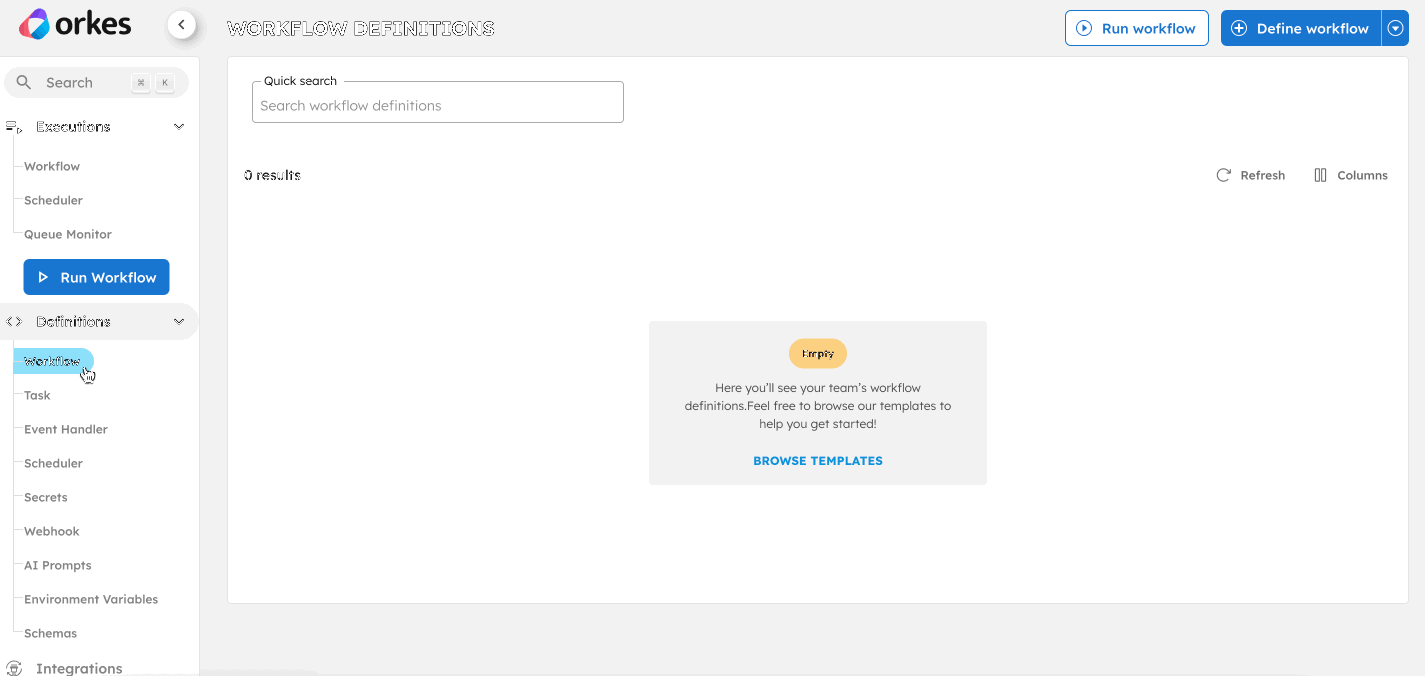 orkes
WORKFLOW DEFINITIONS
Run workflow
Define workflow
Search
⌘ K
Executions
Workflow
Scheduler
Queue Monitor
Run Workflow
Definitions
Workflow
Task
Event Handler
Scheduler
Secrets
Webhook
AI Prompts
Environment Variables
Schemas
Integrations
Quick search
Search workflow definitions
0 results
Refresh
Columns
Empty
Here you’ll see your team’s workflow
definitions.Feel free to browse our templates to
help you get started!
BROWSE TEMPLATES